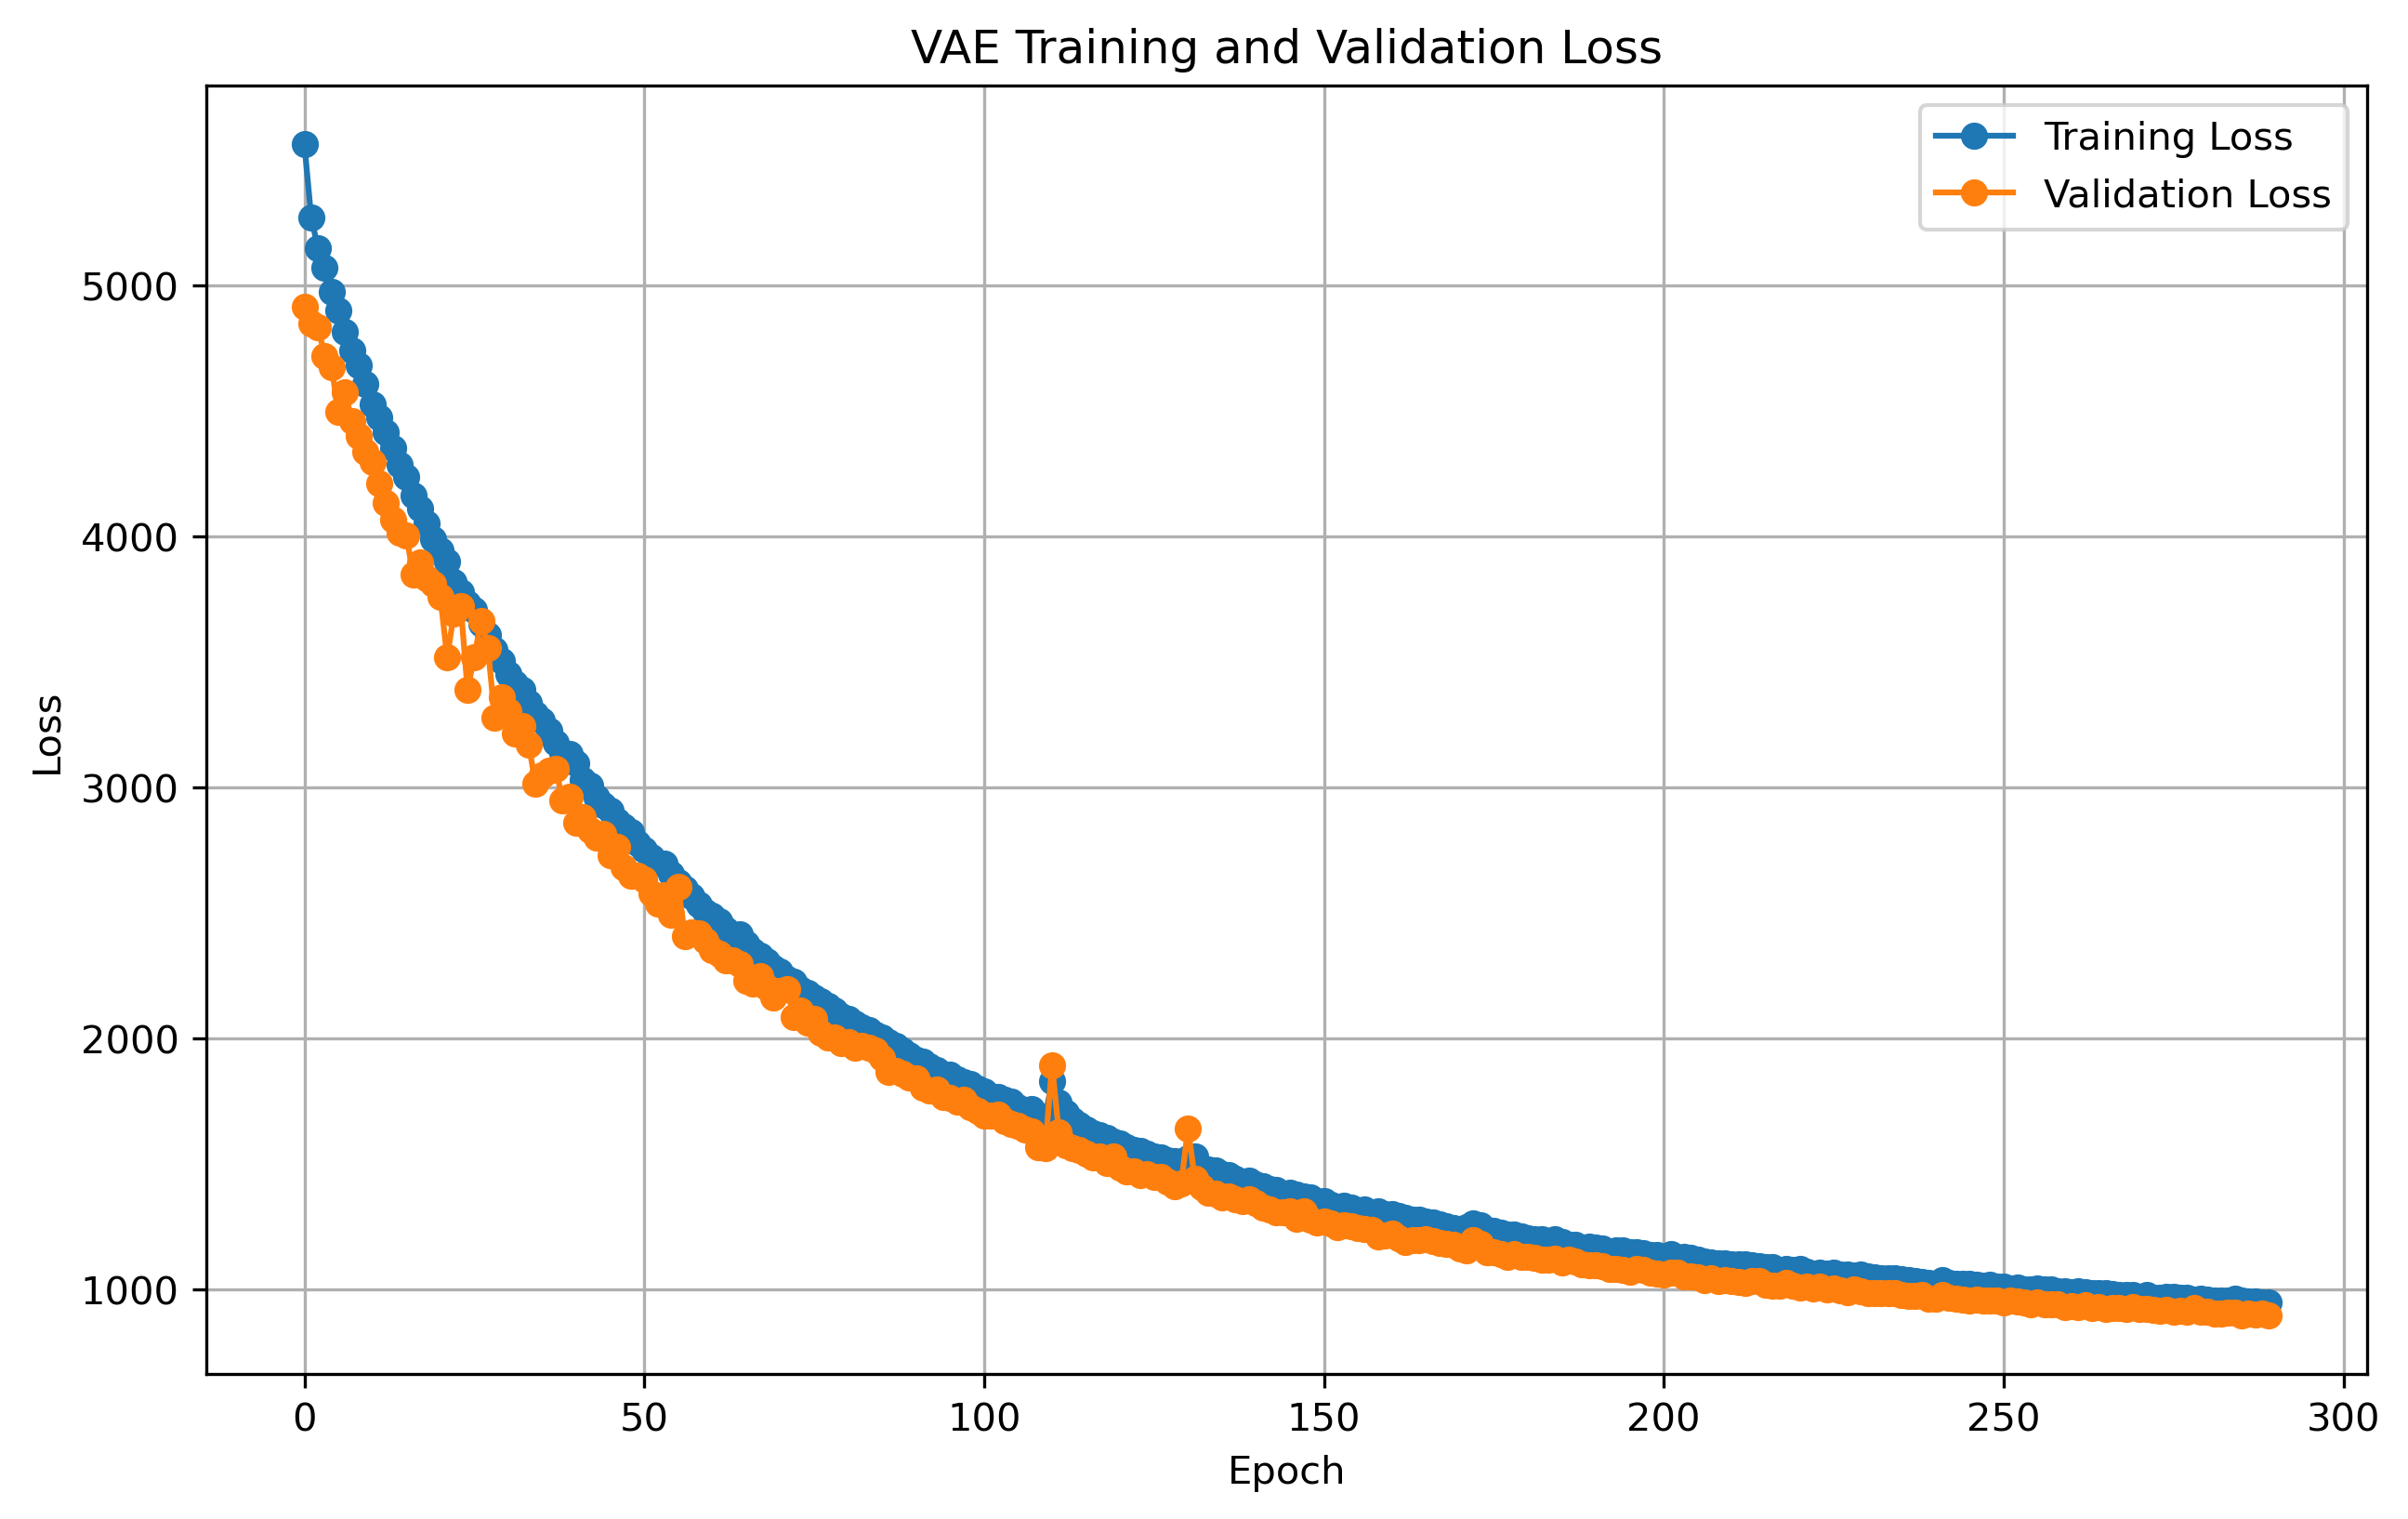 VAE Training and Validation Loss
Training Loss
Validation Loss
5000
4000
3000
2000
1000
Loss
0 50 100 150 200 250 300
Epoch